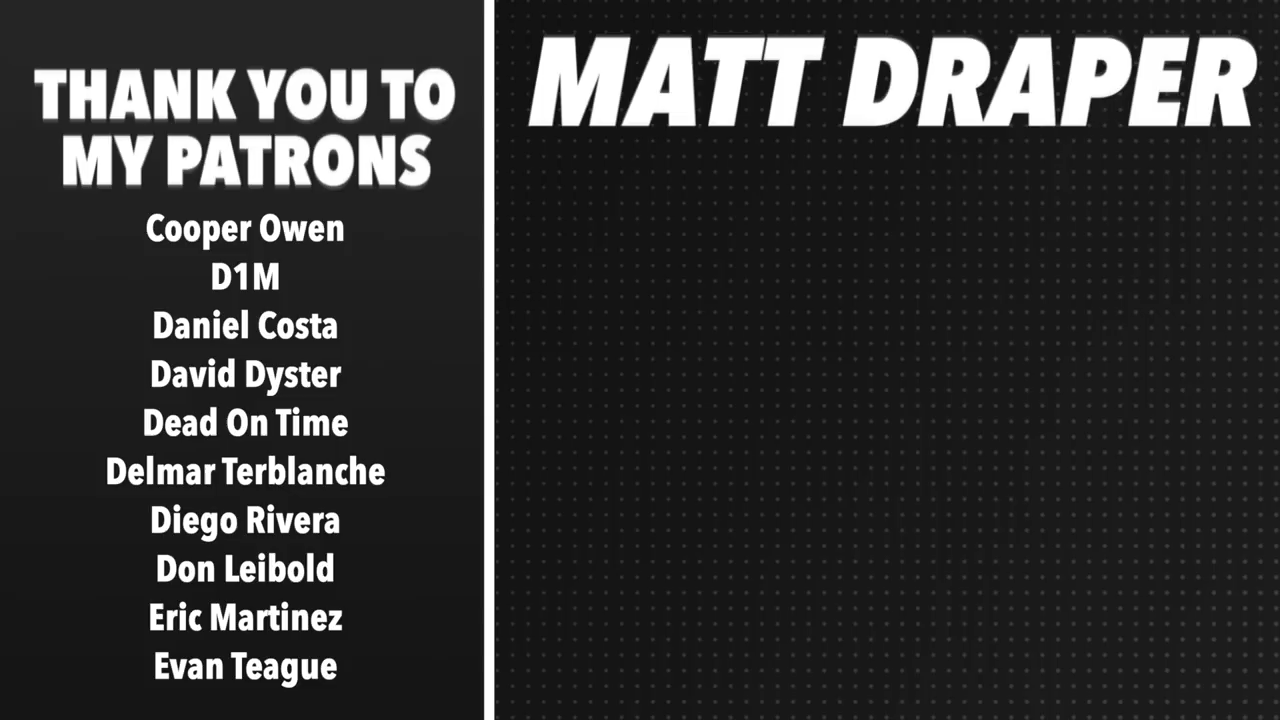 THANK YOU TO
MY PATRONS
Cooper Owen
D1M
Daniel Costa
David Dyster
Dead On Time
Delmar Terblanche
Diego Rivera
Don Leibold
Eric Martinez
Evan Teague
MATT DRAPER